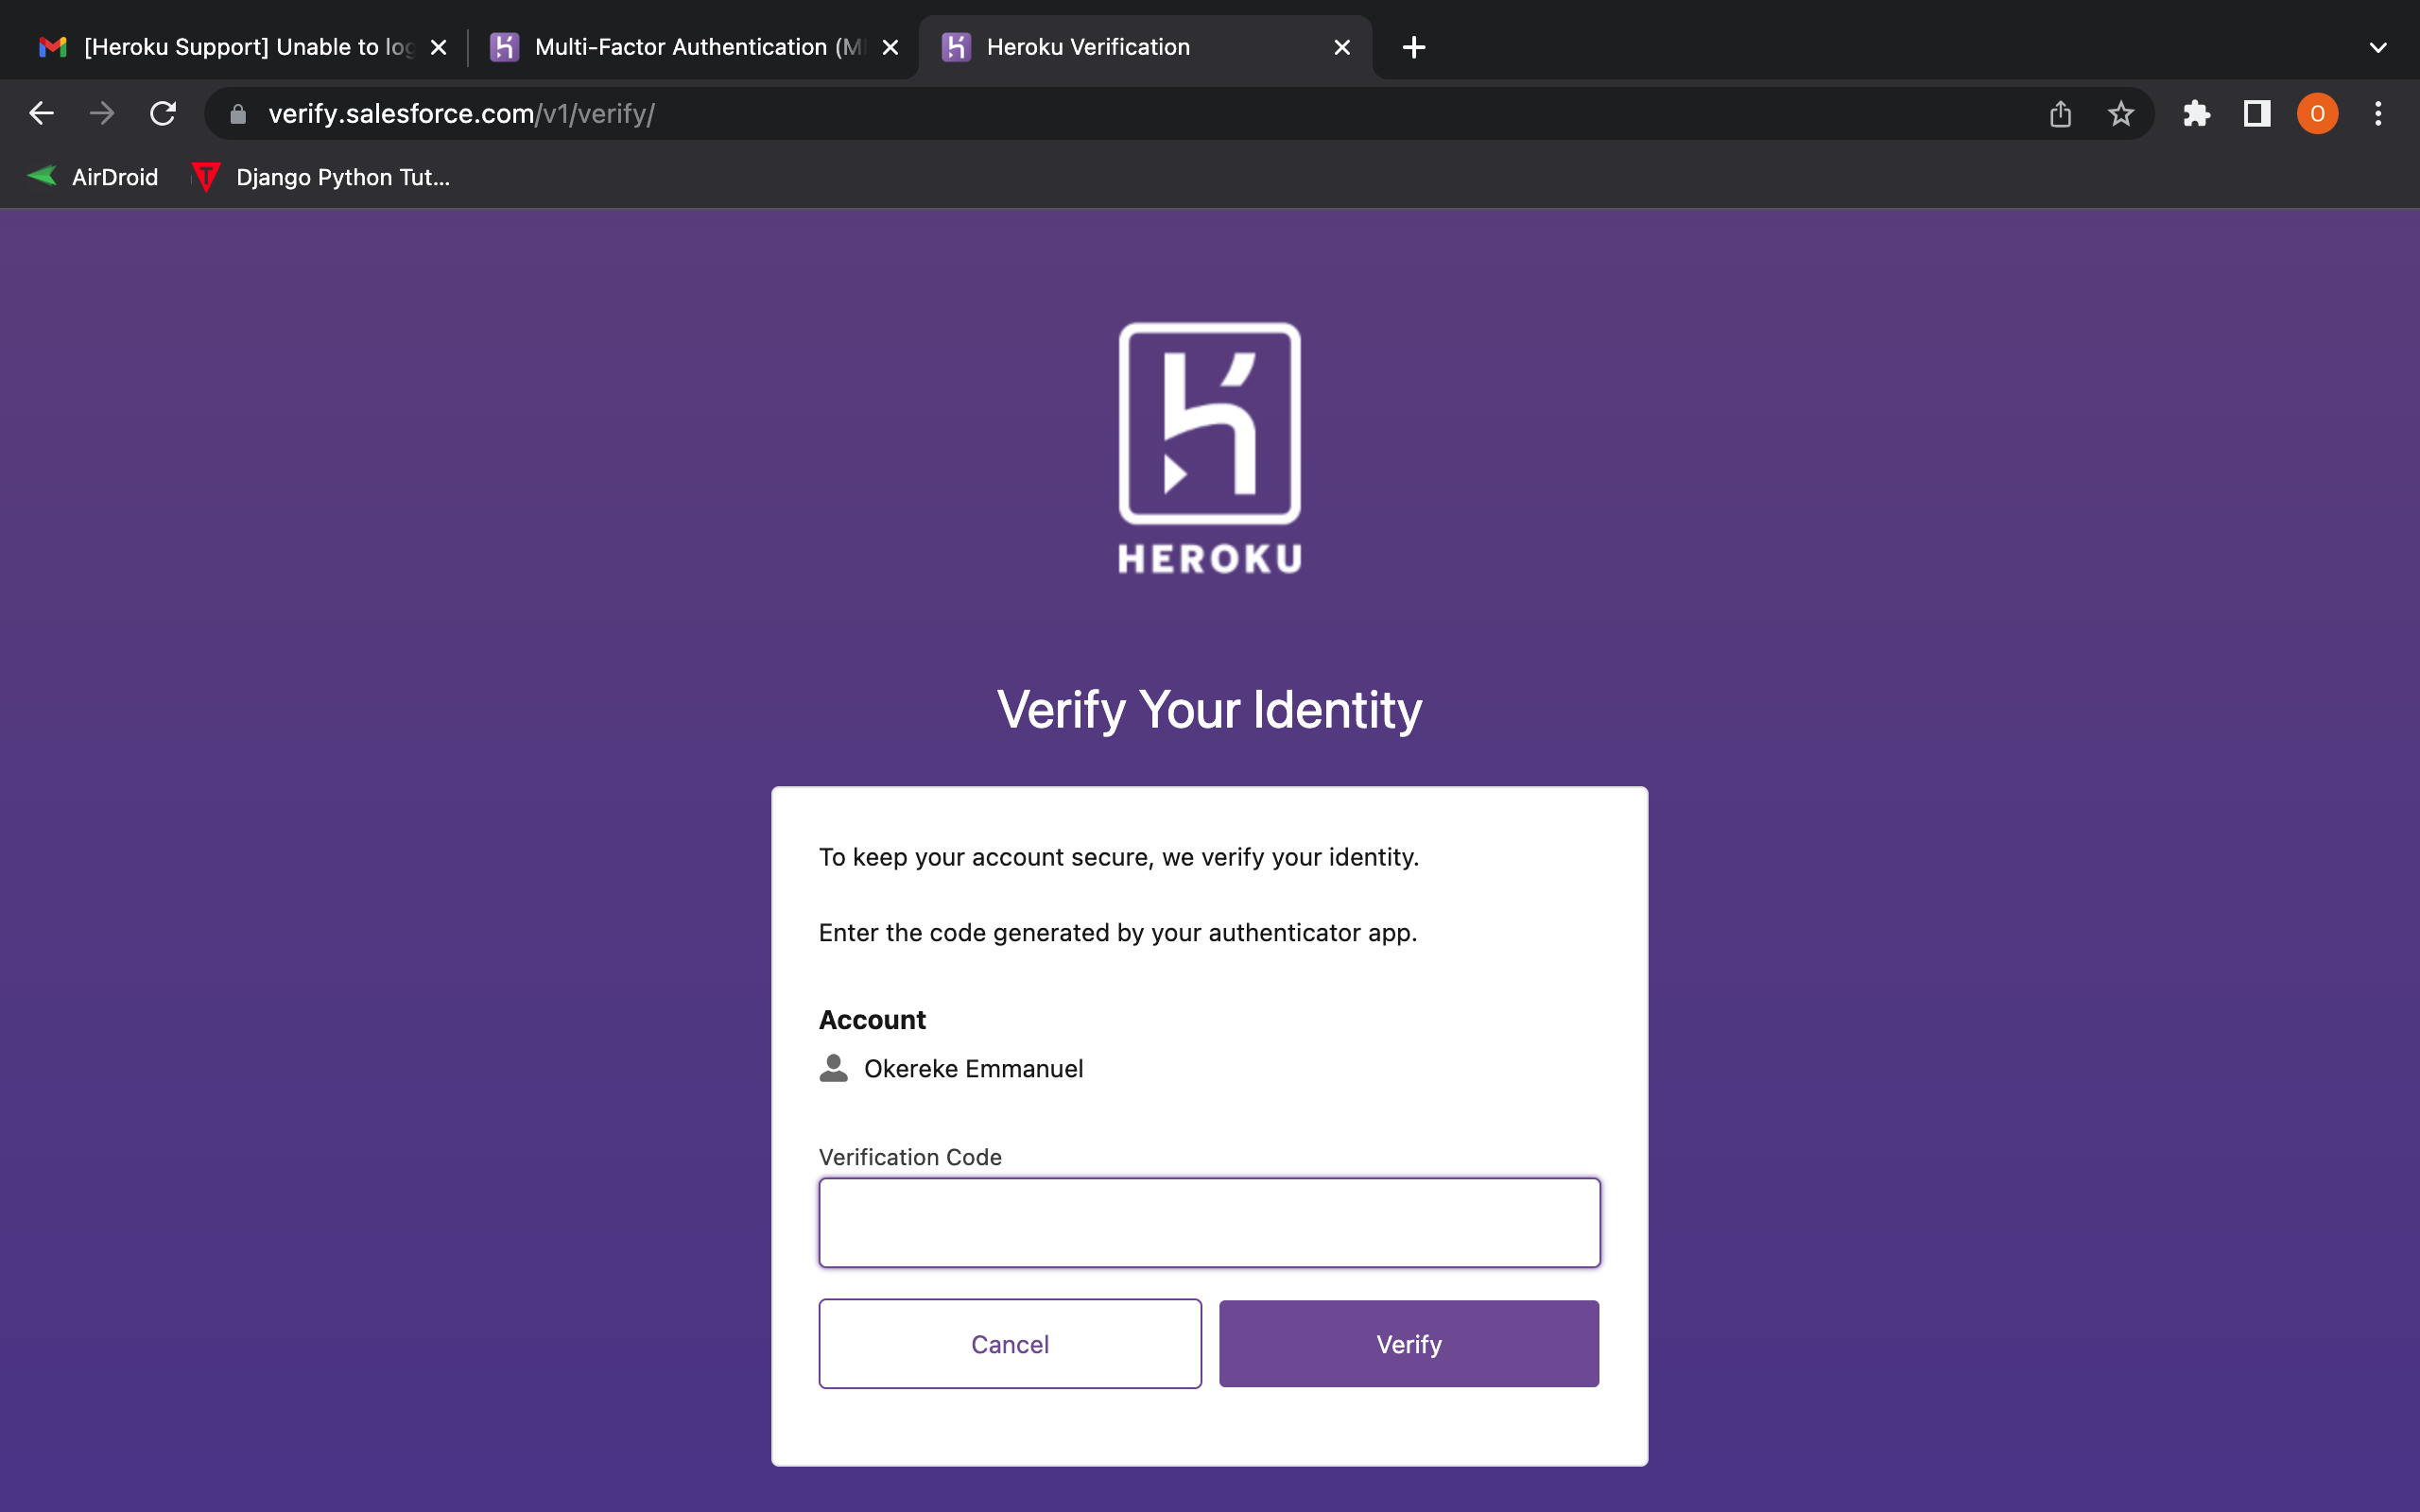 [Heroku Support] Unable to log
Multi-Factor Authentication (M
Heroku Verification
verify.salesforce.com/v1/verify/
O
AirDroid
Django Python Tut...
HEROKU
Verify Your Identity
To keep your account secure, we verify your identity.
Enter the code generated by your authenticator app.
Account
Okereke Emmanuel
Verification Code
Cancel
Verify